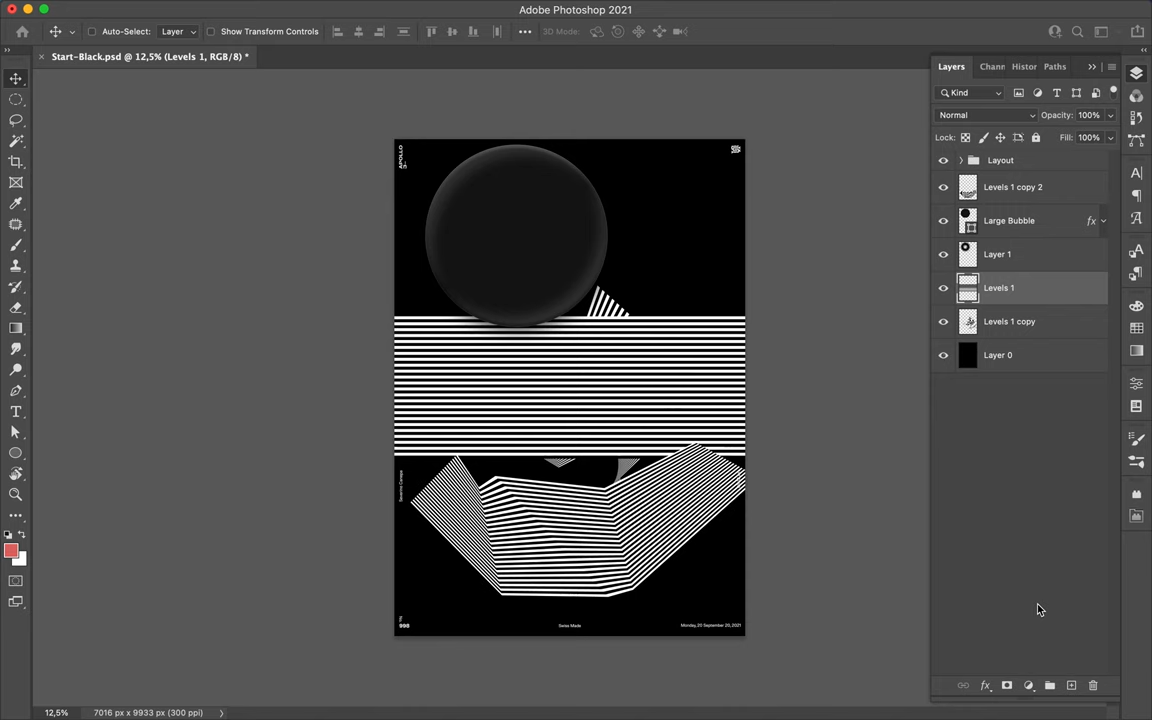 Adobe Photoshop 2021
Auto-Select:
Layer
Show Transform Controls
3D Mode:
Start-Black.psd @ 12,5% (Levels 1, RGB/8) *
Layers
Chann
Histor
Paths
Kind
Normal
Opacity: 100%
Lock:
Fill: 100%
Layout
Levels 1 copy 2
Large Bubble
fx
Layer 1
Levels 1
Levels 1 copy
Layer 0
APOLLO
998
Swiss Made
Monday, 20 September 20, 2021
fx
12,5%
7016 px x 9933 px (300 ppi)